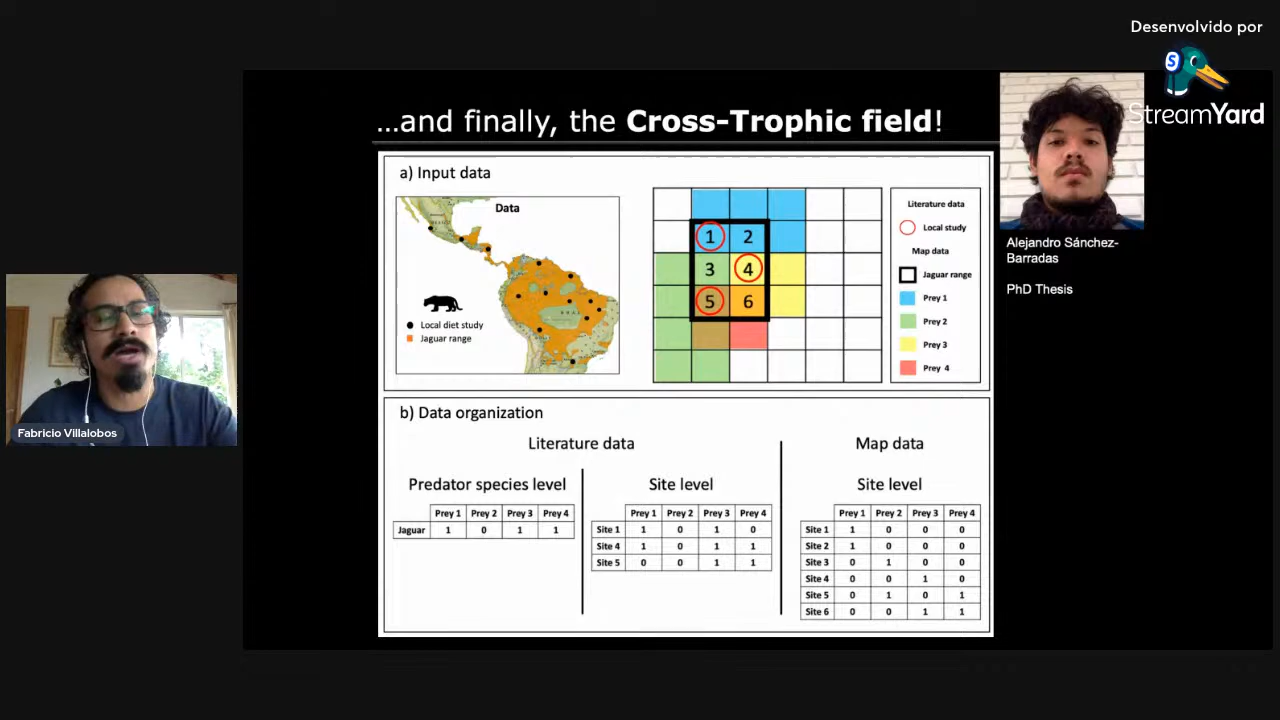 Desenvolvido por
StreamYard
...and finally, the Cross-Trophic field!
a) Input data
Data
Local diet study
Jaguar range
1 2
3 4
5 6
Literature data
Local study
Map data
Jaguar range
Prey 1
Prey 2
Prey 3
Prey 4
Alejandro Sánchez-
Barradas
PhD Thesis
Fabricio Villalobos
b) Data organization
Literature data
Predator species level
Prey 1 Prey 2 Prey 3 Prey 4
Jaguar 1 0 1 1
Site level
Prey 1 Prey 2 Prey 3 Prey 4
Site 1 1 0 1 0
Site 4 1 0 1 1
Site 5 0 0 1 1
Map data
Site level
Prey 1 Prey 2 Prey 3 Prey 4
Site 1 1 0 0 0
Site 2 1 0 0 0
Site 3 0 1 0 0
Site 4 0 0 1 0
Site 5 0 1 0 1
Site 6 0 0 1 1